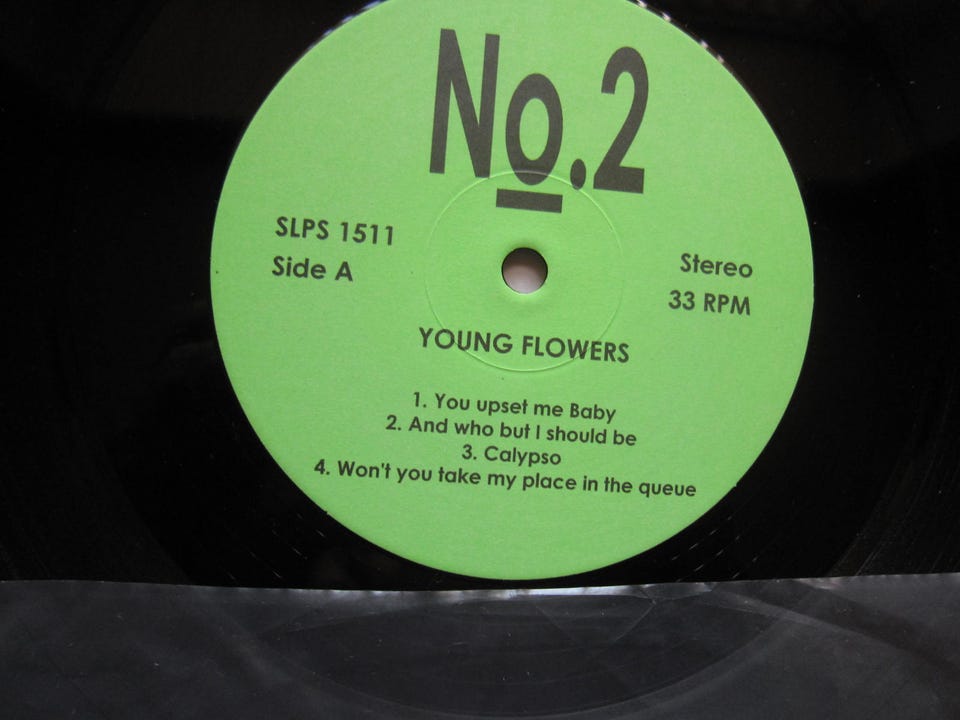 No.2
SLPS 1511
Side A
Stereo
33 RPM
YOUNG FLOWERS
1. You upset me Baby
2. And who but I should be
3. Calypso
4. Won't you take my place in the queue